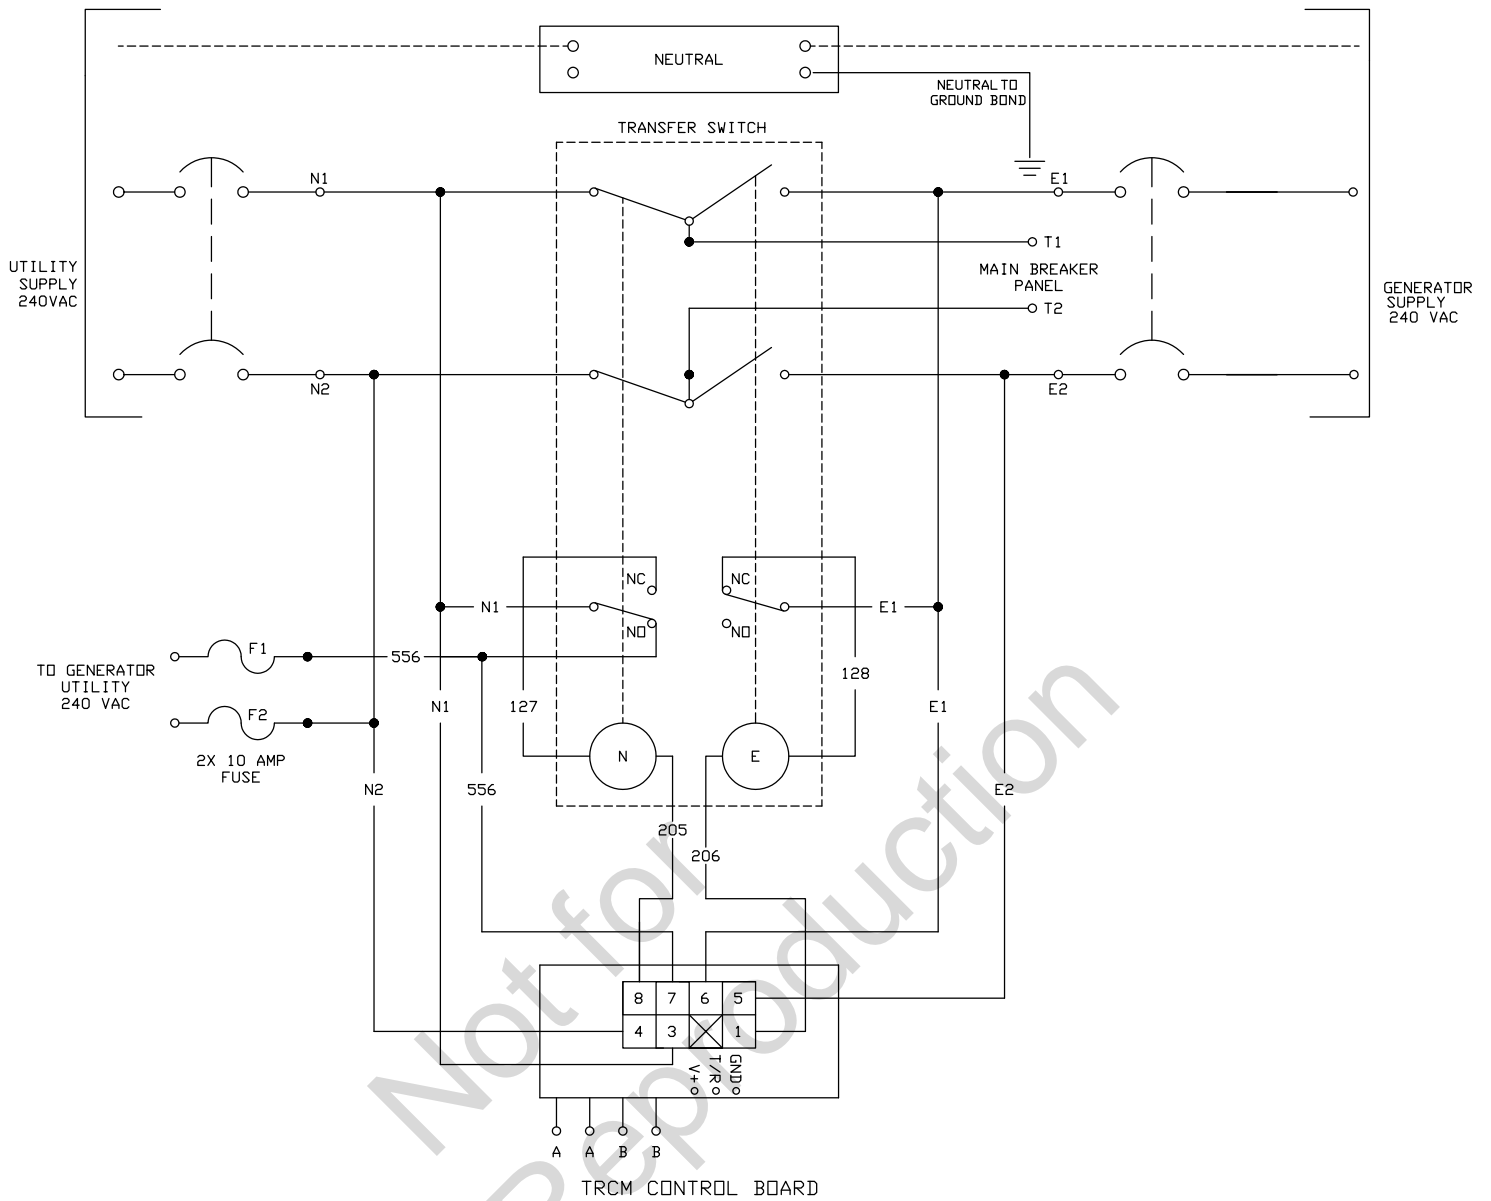 NEUTRAL
NEUTRAL TO
GROUND BOND
TRANSFER SWITCH
N1
E1
T1
MAIN BREAKER
PANEL
T2
UTILITY
SUPPLY
240VAC
GENERATOR
SUPPLY
240 VAC
N2
E2
NC
NC
N1
E1
NO
NO
F1
556
TO GENERATOR
UTILITY
240 VAC
128
N1
127
E1
F2
N
E
2X 10 AMP
FUSE
N2
556
E2
205
206
8 7 6 5
4 3 1
V+
T/R
GND
A A B B
TRCM CONTROL BOARD
Not for
Reproduction